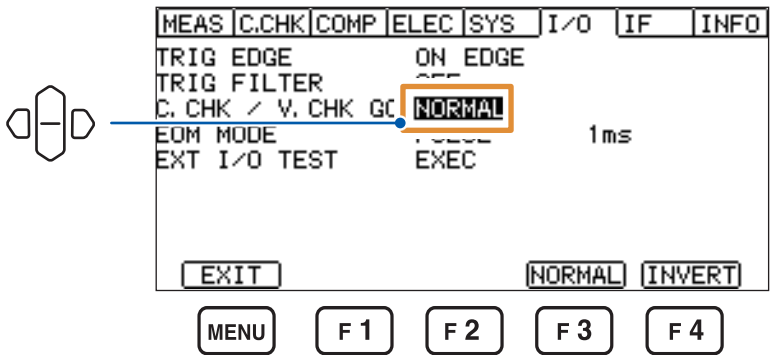 MEAS C.CHK COMP ELEC SYS I/O IF INFO
TRIG EDGE ON EDGE
TRIG FILTER
C. CHK / V. CHK GO NORMAL
EOM MODE 1ms
EXT I/O TEST EXEC
EXIT NORMAL INVERT
MENU F 1 F 2 F 3 F 4